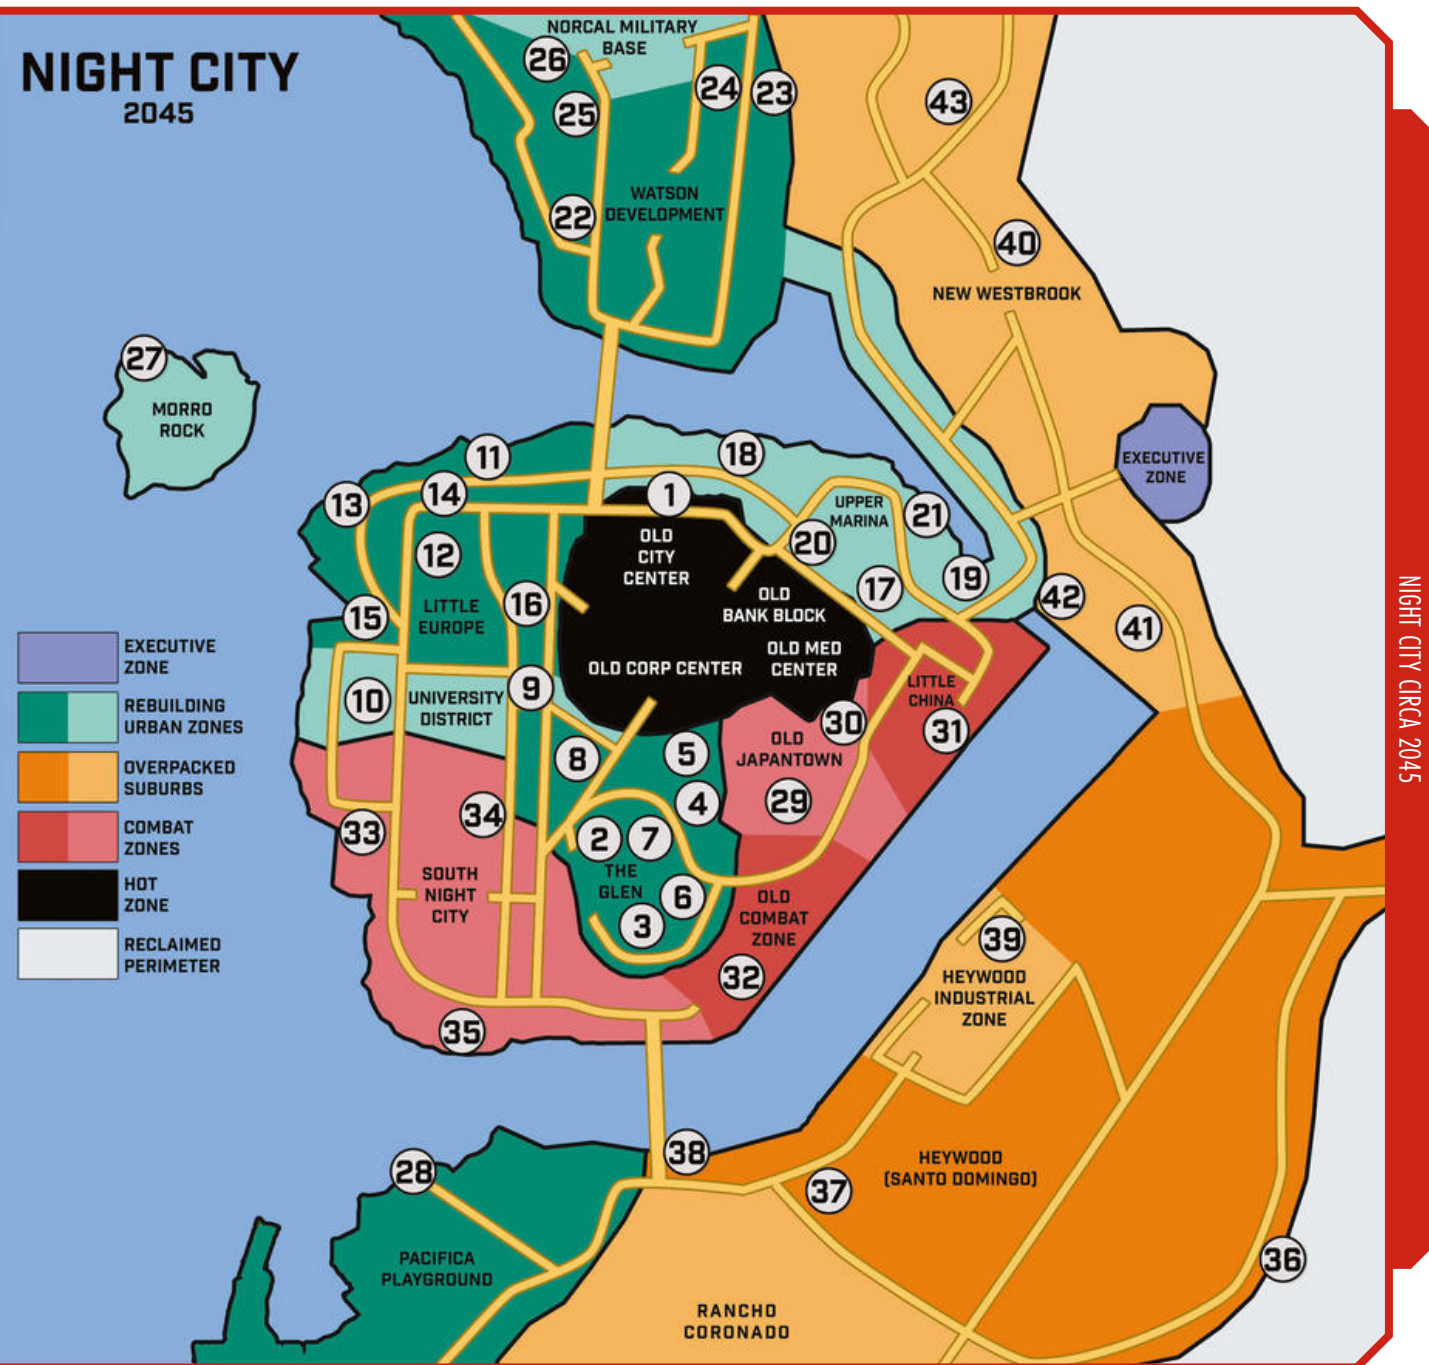 NIGHT CITY
2045
NORCAL MILITARY
BASE
26
25
24
23
43
WATSON
DEVELOPMENT
22
40
NEW WESTBROOK
27
MORRO
ROCK
EXECUTIVE
ZONE
11
18
13
14
1
12
OLD
CITY
CENTER
UPPER
MARINA
21
20
15
LITTLE
EUROPE
16
OLD
BANK BLOCK
17
19
42
41
OLD CORP CENTER
OLD MED
CENTER
10
UNIVERSITY
DISTRICT
9
LITTLE
CHINA
31
30
8
5
OLD
JAPANTOWN
29
4
33
34
2
7
THE
GLEN
6
3
SOUTH
NIGHT
CITY
OLD
COMBAT
ZONE
32
35
39
HEYWOOD
INDUSTRIAL
ZONE
28
38
37
HEYWOOD
(SANTO DOMINGO)
36
PACIFICA
PLAYGROUND
RANCHO
CORONADO
EXECUTIVE
ZONE
REBUILDING
URBAN ZONES
OVERPACKED
SUBURBS
COMBAT
ZONES
HOT
ZONE
RECLAIMED
PERIMETER
NIGHT CITY CIRCA 2045